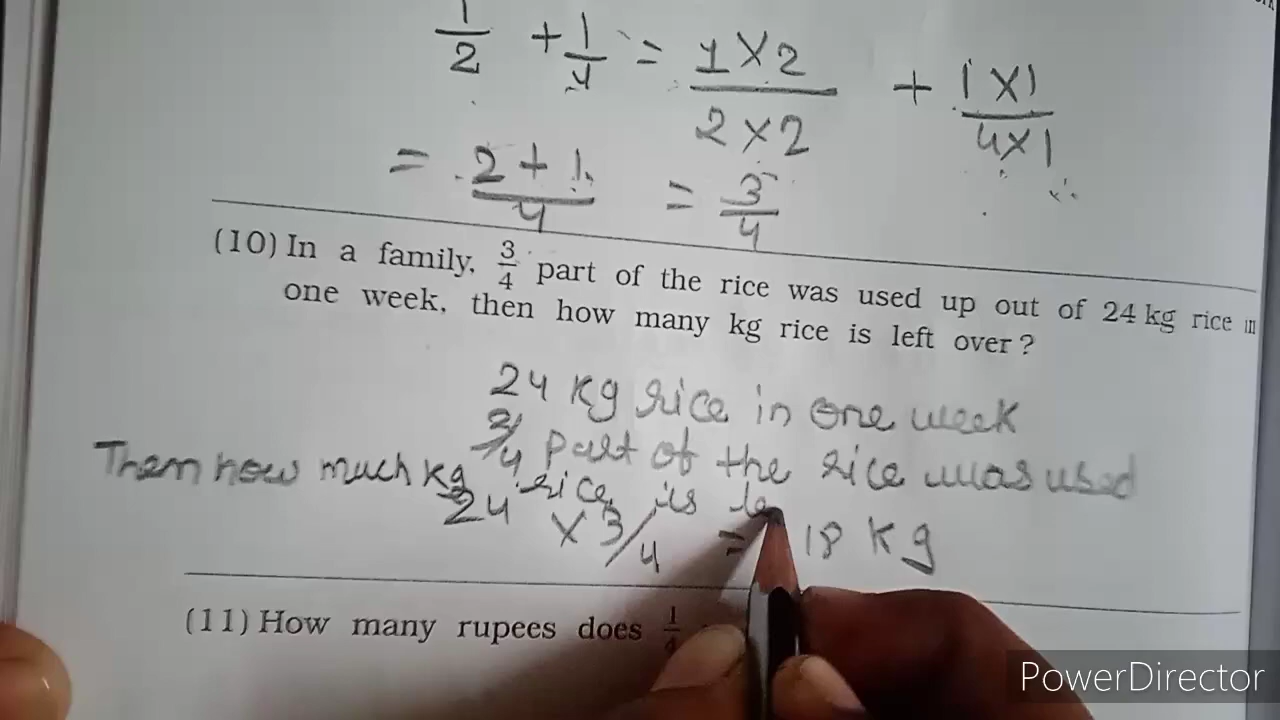 1/2 + 1/4 = 1 X 2 / 2 X 2 + 1 X 1 / 4 X 1
= 2 + 1 / 4 = 3/4
(10) In a family, 3/4 part of the rice was used up out of 24 kg rice in
one week, then how many kg rice is left over ?
24 kg rice in one week
3/4 part of the rice was used
Then how much kg rice is le
24 X 3/4 = 18 kg
(11) How many rupees does 1/4
PowerDirector